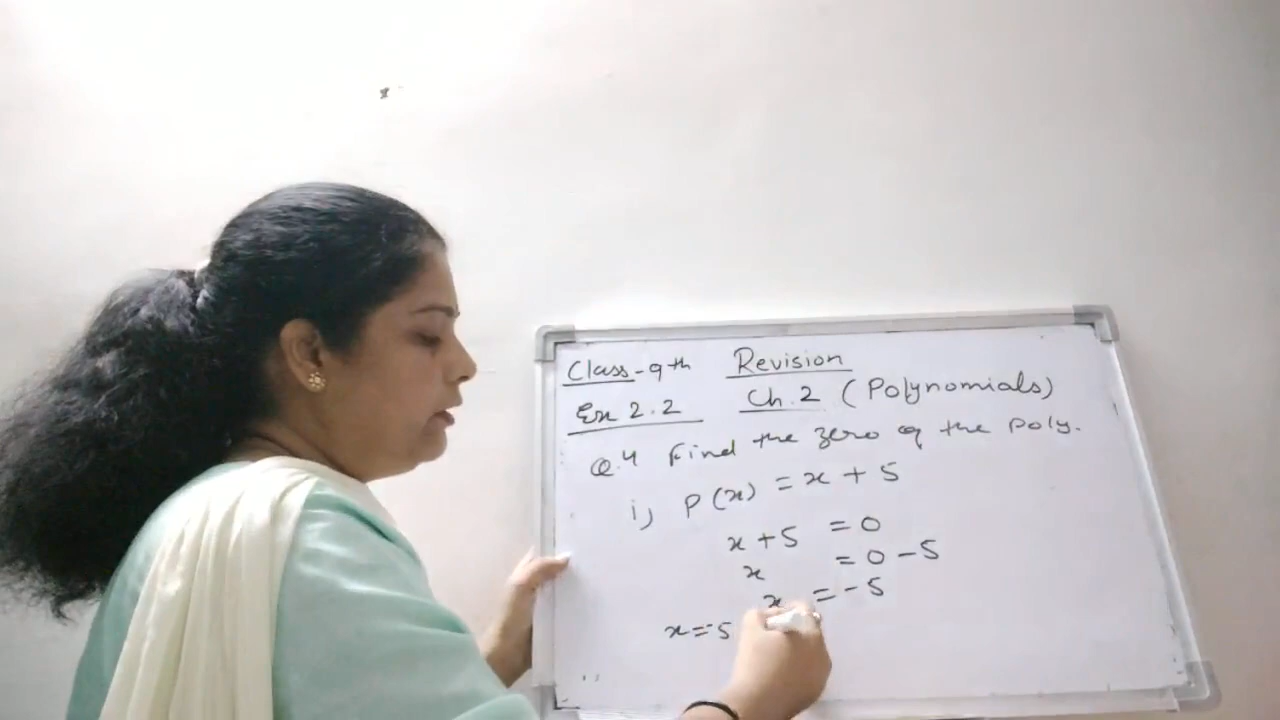 Class-9th Revision
Ex 2.2 Ch.2 (Polynomials)
Q.4 Find the zero of the poly.
i) P(x) = x + 5
x + 5 = 0
x = 0 - 5
x = -5
x = -5